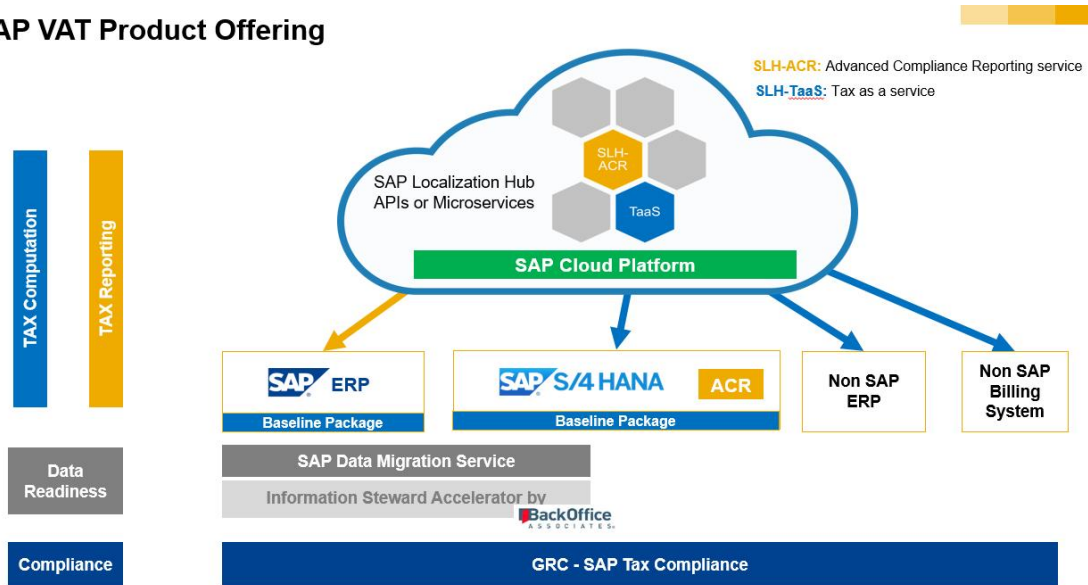 AP VAT Product Offering
SLH-ACR: Advanced Compliance Reporting service
SLH-TaaS: Tax as a service
TAX Computation
TAX Reporting
SAP Localization Hub
APIs or Microservices
SLH-
ACR
TaaS
SAP Cloud Platform
SAP ERP
Baseline Package
SAP S/4 HANA
ACR
Baseline Package
Non SAP
ERP
Non SAP
Billing
System
Data
Readiness
SAP Data Migration Service
Information Steward Accelerator by
BackOffice
ASSOCIATES
Compliance
GRC - SAP Tax Compliance